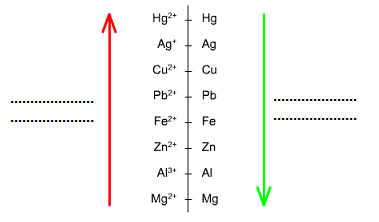 Hg²⁺ Hg
Ag⁺ Ag
Cu²⁺ Cu
Pb²⁺ Pb
Fe²⁺ Fe
Zn²⁺ Zn
Al³⁺ Al
Mg²⁺ Mg